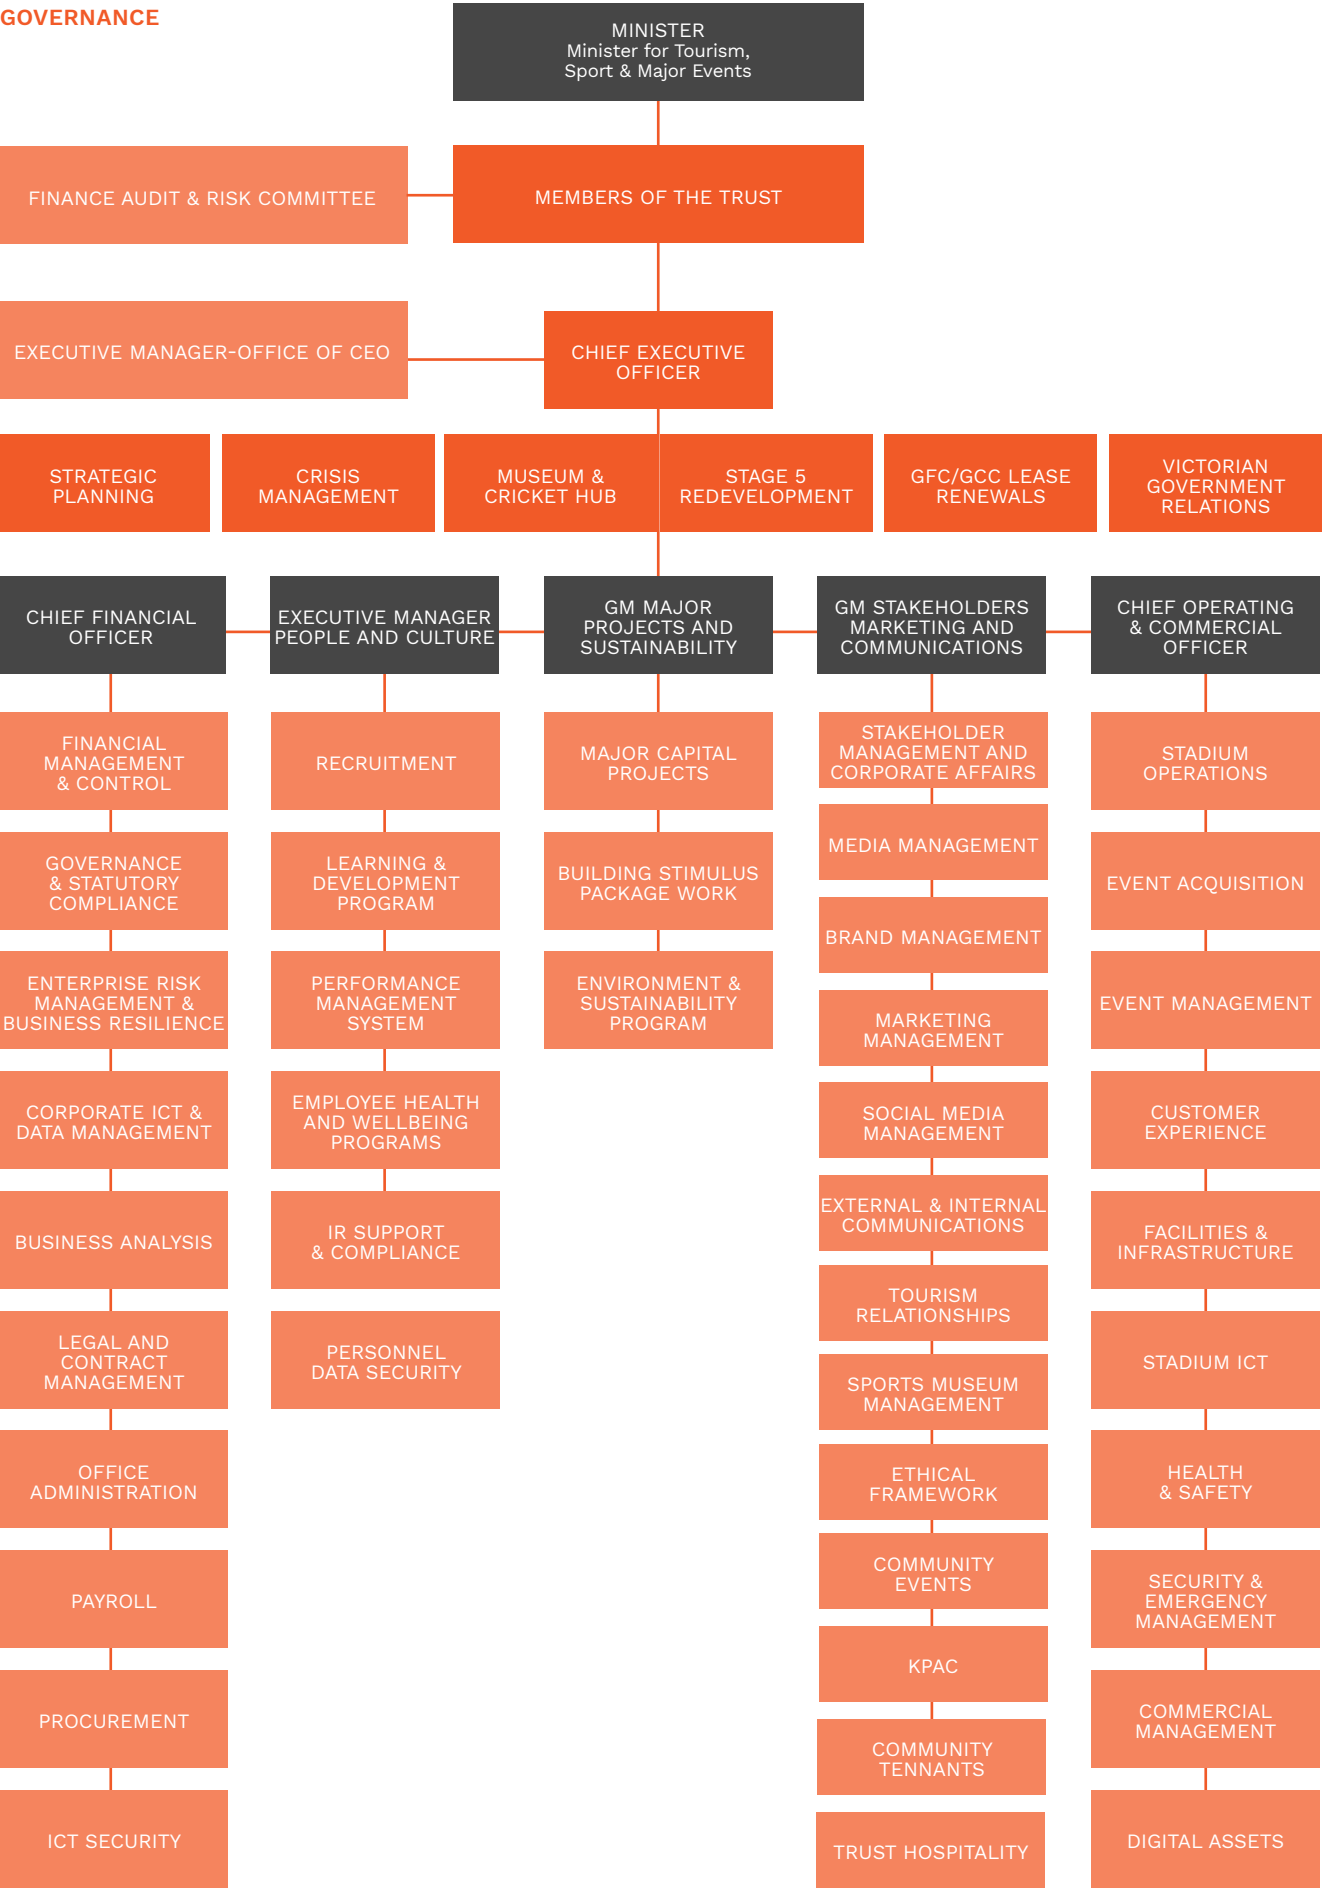 GOVERNANCE
MINISTER
Minister for Tourism,
Sport & Major Events
FINANCE AUDIT & RISK COMMITTEE
MEMBERS OF THE TRUST
EXECUTIVE MANAGER-OFFICE OF CEO
CHIEF EXECUTIVE
OFFICER
STRATEGIC
PLANNING
CRISIS
MANAGEMENT
MUSEUM &
CRICKET HUB
STAGE 5
REDEVELOPMENT
GFC/GCC LEASE
RENEWALS
VICTORIAN
GOVERNMENT
RELATIONS
CHIEF FINANCIAL
OFFICER
EXECUTIVE MANAGER
PEOPLE AND CULTURE
GM MAJOR
PROJECTS AND
SUSTAINABILITY
GM STAKEHOLDERS
MARKETING AND
COMMUNICATIONS
CHIEF OPERATING
& COMMERCIAL
OFFICER
FINANCIAL
MANAGEMENT
& CONTROL
GOVERNANCE
& STATUTORY
COMPLIANCE
ENTERPRISE RISK
MANAGEMENT &
BUSINESS RESILIENCE
CORPORATE ICT &
DATA MANAGEMENT
BUSINESS ANALYSIS
LEGAL AND
CONTRACT
MANAGEMENT
OFFICE
ADMINISTRATION
PAYROLL
PROCUREMENT
ICT SECURITY
RECRUITMENT
LEARNING &
DEVELOPMENT
PROGRAM
PERFORMANCE
MANAGEMENT
SYSTEM
EMPLOYEE HEALTH
AND WELLBEING
PROGRAMS
IR SUPPORT
& COMPLIANCE
PERSONNEL
DATA SECURITY
MAJOR CAPITAL
PROJECTS
BUILDING STIMULUS
PACKAGE WORK
ENVIRONMENT &
SUSTAINABILITY
PROGRAM
STAKEHOLDER
MANAGEMENT AND
CORPORATE AFFAIRS
MEDIA MANAGEMENT
BRAND MANAGEMENT
MARKETING
MANAGEMENT
SOCIAL MEDIA
MANAGEMENT
EXTERNAL & INTERNAL
COMMUNICATIONS
TOURISM
RELATIONSHIPS
SPORTS MUSEUM
MANAGEMENT
ETHICAL
FRAMEWORK
COMMUNITY
EVENTS
KPAC
COMMUNITY
TENNANTS
TRUST HOSPITALITY
STADIUM
OPERATIONS
EVENT ACQUISITION
EVENT MANAGEMENT
CUSTOMER
EXPERIENCE
FACILITIES &
INFRASTRUCTURE
STADIUM ICT
HEALTH
& SAFETY
SECURITY &
EMERGENCY
MANAGEMENT
COMMERCIAL
MANAGEMENT
DIGITAL ASSETS